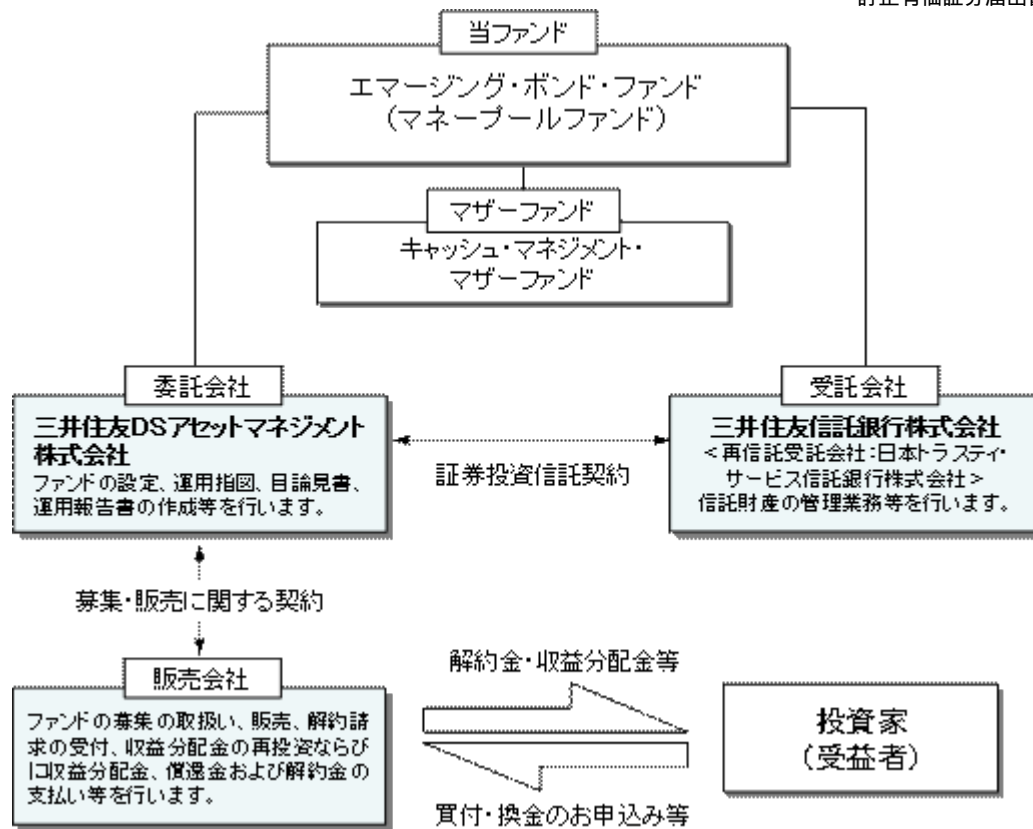 当ファンド
エマージング・ボンド・ファンド
（マネープールファンド）
マザーファンド
キャッシュ・マネジメント・
マザーファンド
委託会社
三井住友DSアセットマネジメント
株式会社
ファンドの設定、運用指図、目論見書、
運用報告書の作成等を行います。
証券投資信託契約
受託会社
三井住友信託銀行株式会社
＜再信託受託会社：日本トラスティ・
サービス信託銀行株式会社＞
信託財産の管理業務等を行います。
募集・販売に関する契約
販売会社
ファンドの募集の取扱い、販売、解約請
求の受付、収益分配金の再投資ならび
に収益分配金、償還金および解約金の
支払い等を行います。
解約金・収益分配金等
買付・換金のお申込み等
投資家
（受益者）